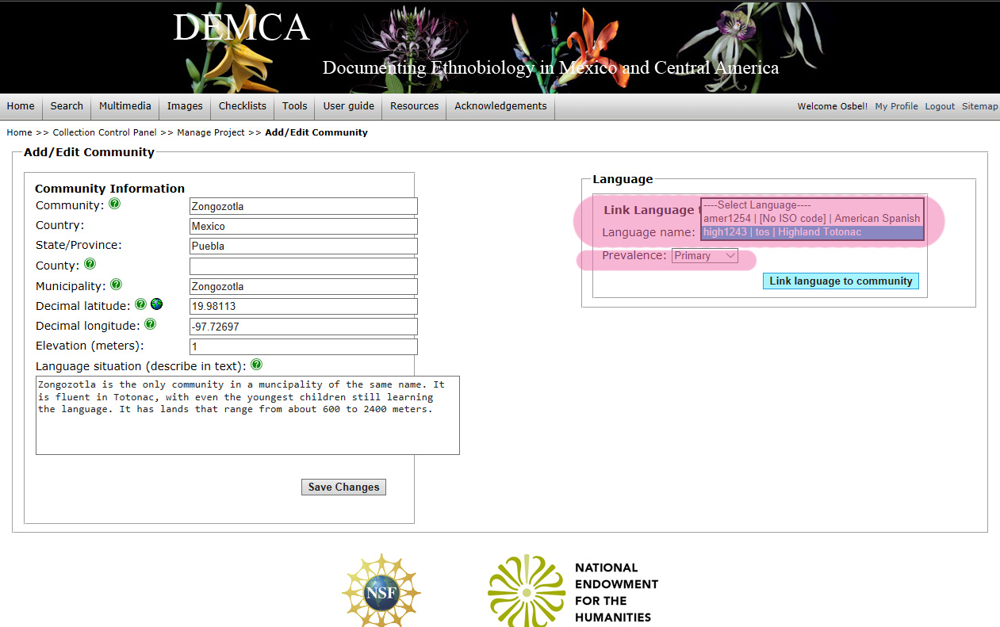 DEMCA
Documenting Ethnobiology in Mexico and Central America
Home Search Multimedia Images Checklists Tools User guide Resources Acknowledgements Welcome Osbel! My Profile Logout Sitemap
Home >> Collection Control Panel >> Manage Project >> Add/Edit Community
Add/Edit Community
Community Information
Community: Zongozotla
Country: Mexico
State/Province: Puebla
County:
Municipality: Zongozotla
Decimal latitude: 19.98113
Decimal longitude: -97.72697
Elevation (meters): 1
Language situation (describe in text):
Zongozotla is the only community in a muncipality of the same name. It
is fluent in Totonac, with even the youngest children still learning
the language. It has lands that range from about 600 to 2400 meters.
Save Changes
Language
Link Language
----Select Language----
amer1254 | [No ISO code] | American Spanish
Language name: high1243 | tos | Highland Totonac
Prevalence: Primary
Link language to community
NSF
NATIONAL
ENDOWMENT
FOR THE
HUMANITIES